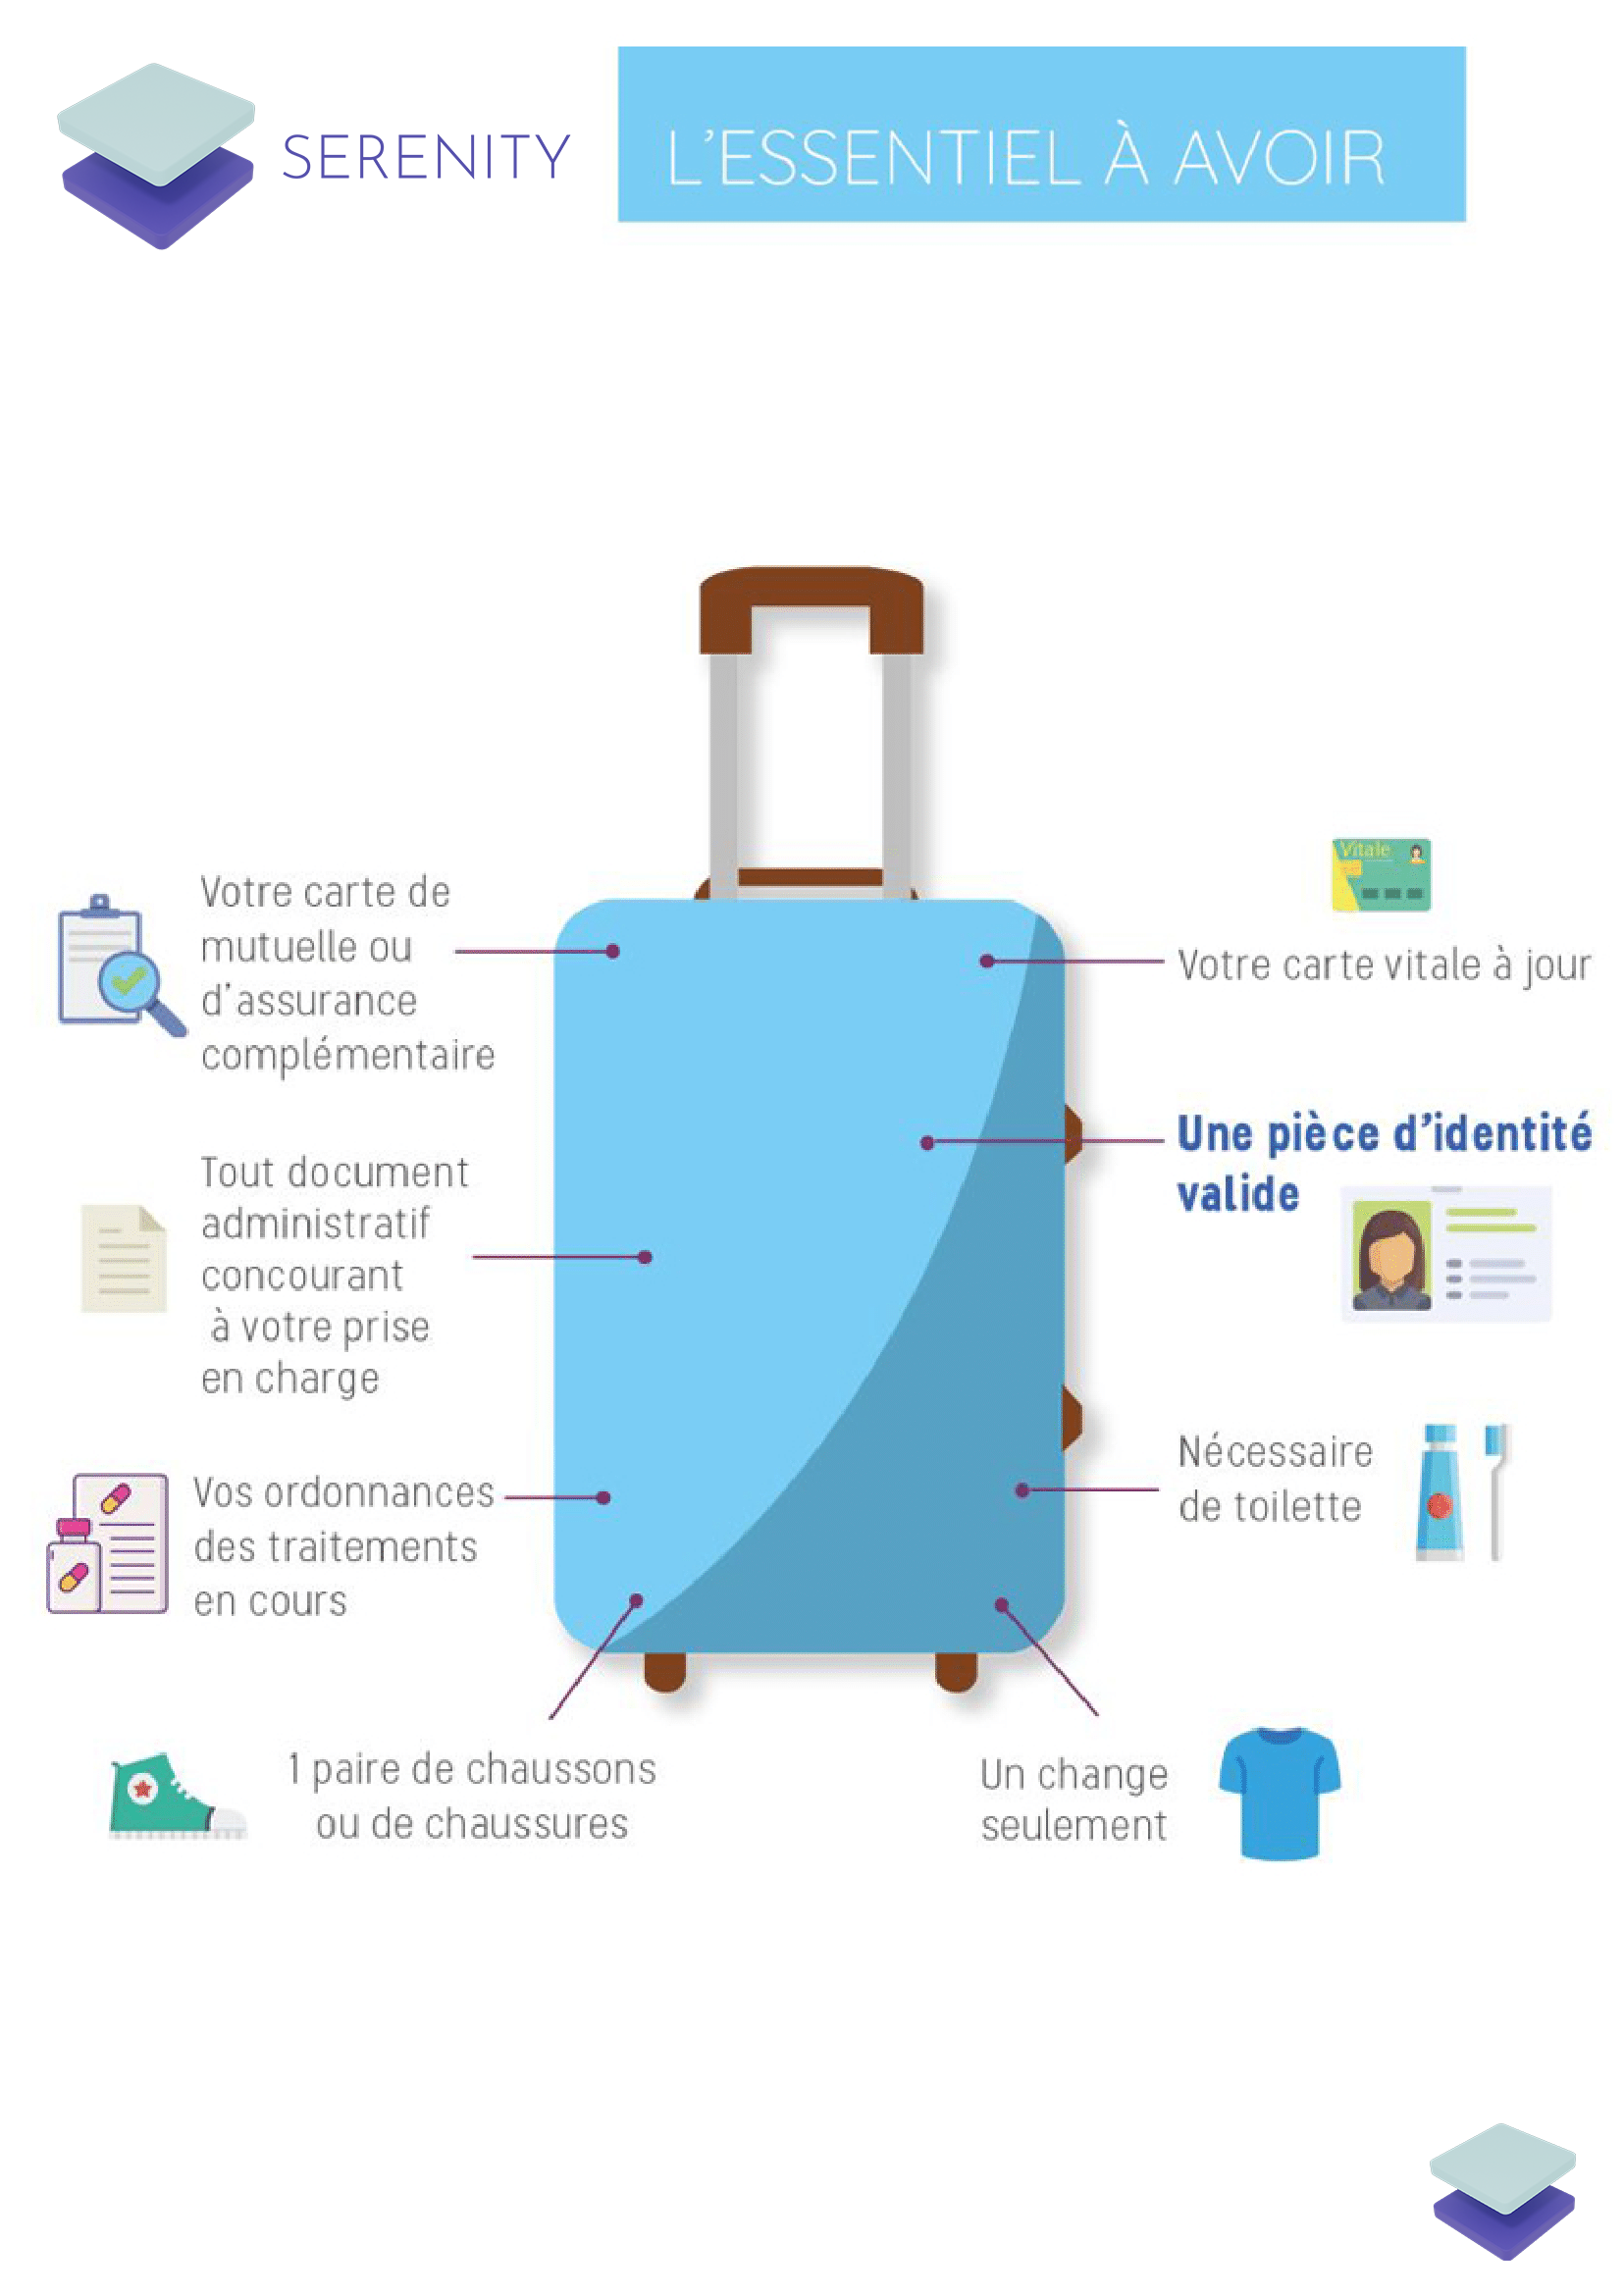 SERENITY
L'ESSENTIEL À AVOIR
Votre carte de
mutuelle ou
d'assurance
complémentaire
Vitale
Votre carte vitale à jour
Une pièce d'identité
valide
Tout document
administratif
concourant
à votre prise
en charge
Nécessaire
de toilette
Vos ordonnances
des traitements
en cours
1 paire de chaussons
ou de chaussures
Un change
seulement